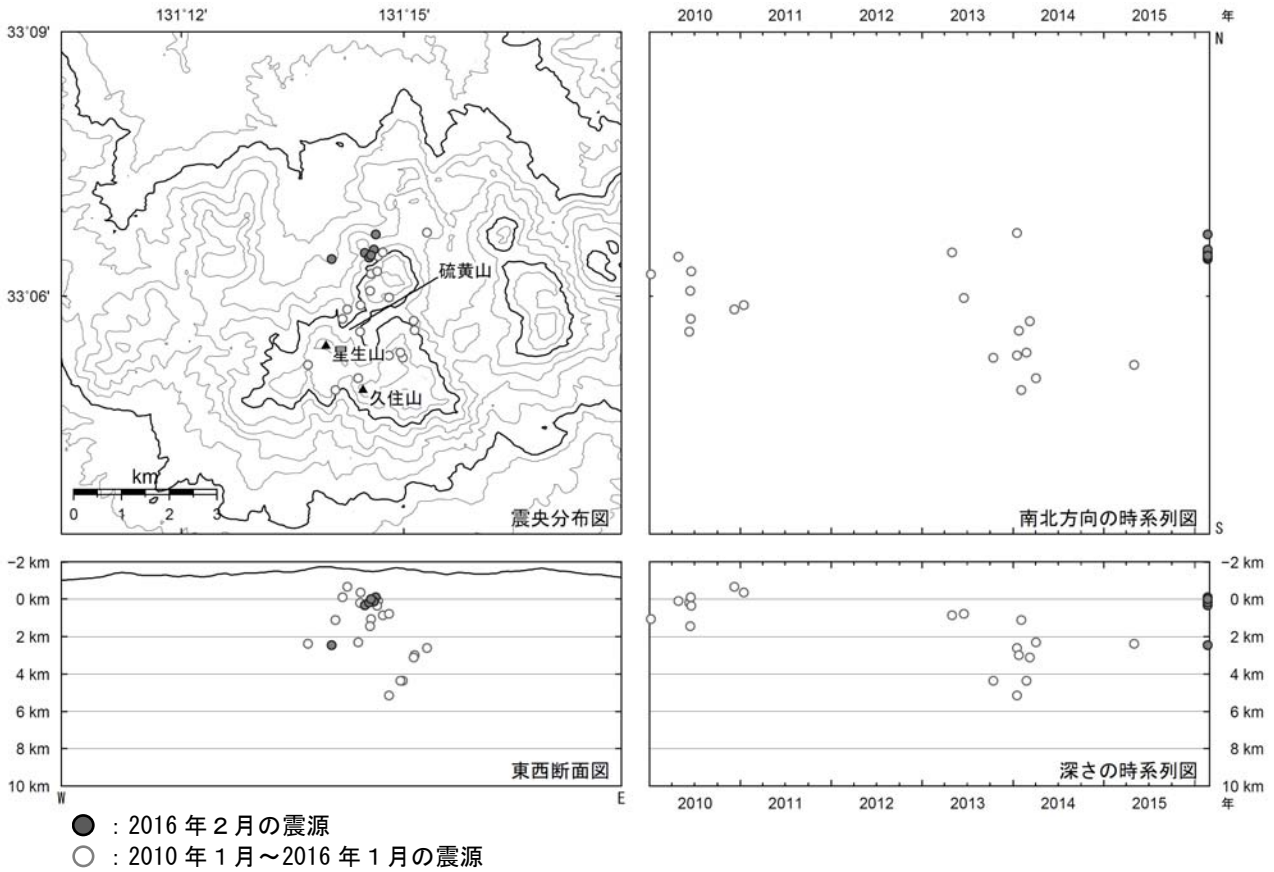 131°12' 131°15'
33°09'
33°06'
硫黄山
星生山
久住山
km
0 1 2 3
震央分布図
2010 2011 2012 2013 2014 2015 年
N
S
南北方向の時系列図
-2 km
0 km
2 km
4 km
6 km
8 km
10 km
W E
東西断面図
-2 km
0 km
2 km
4 km
6 km
8 km
10 km
深さの時系列図
2010 2011 2012 2013 2014 2015 年
：2016 年２月の震源
：2010 年１月～2016 年１月の震源